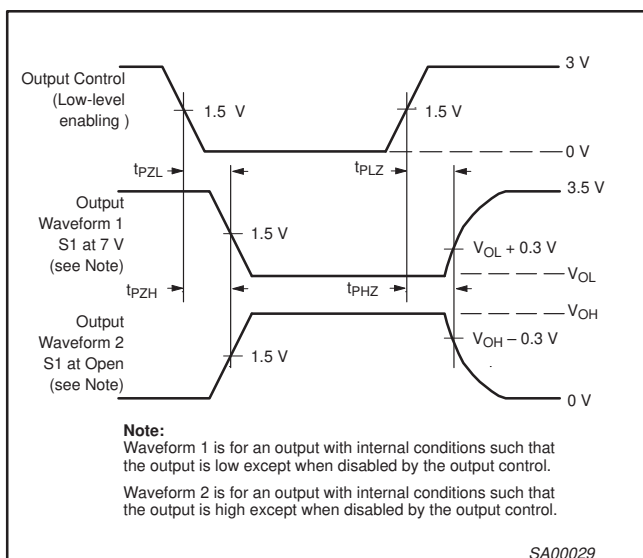 3 V
Output Control
(Low-level
enabling )
1.5 V
1.5 V
0 V
tPZL
tPLZ
3.5 V
Output
Waveform 1
S1 at 7 V
(see Note)
1.5 V
VOL + 0.3 V
VOL
tPZH
tPHZ
VOH
Output
Waveform 2
S1 at Open
(see Note)
1.5 V
VOH – 0.3 V
0 V
Note:
Waveform 1 is for an output with internal conditions such that
the output is low except when disabled by the output control.
Waveform 2 is for an output with internal conditions such that
the output is high except when disabled by the output control.
SA00029